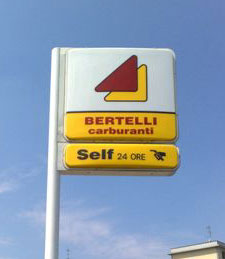 BERTELLI
carburanti
Self 24 ORE